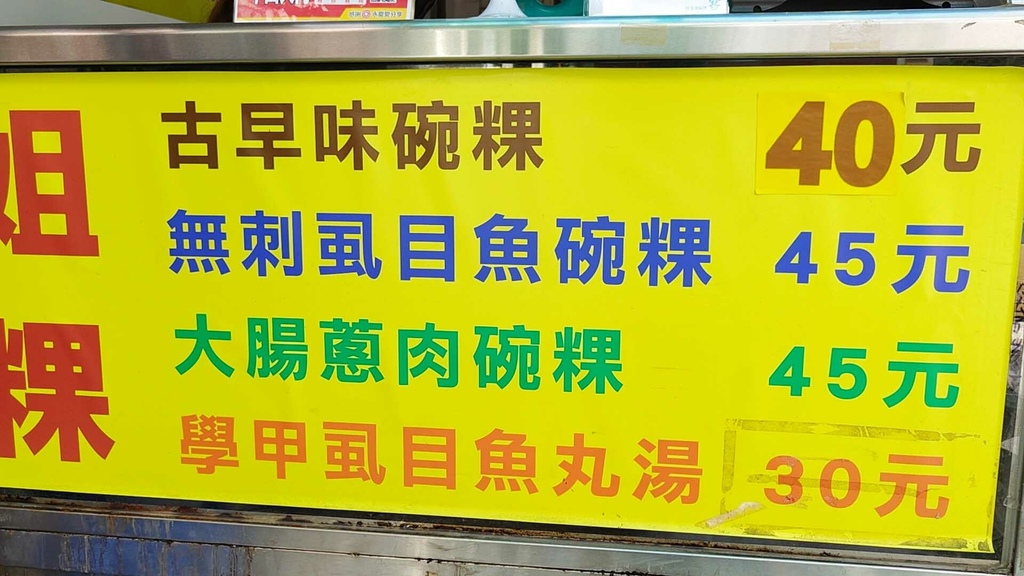 古早味碗粿 40元
無刺虱目魚碗粿 45元
大腸蔥肉碗粿 45元
學甲虱目魚丸湯 30元
姐
粿